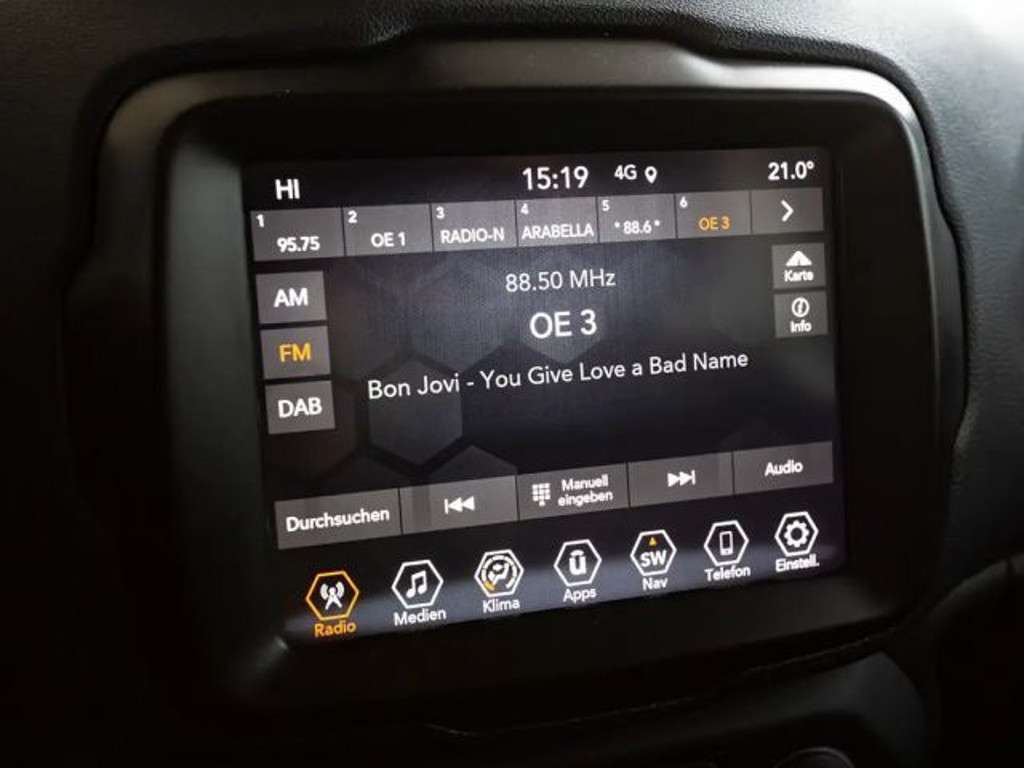 HI 15:19 4G 21.0°
1 95.75 2 OE 1 3 RADIO-N 4 ARABELLA 5 *88.6* 6 OE 3
AM
FM
DAB
88.50 MHz
OE 3
Bon Jovi - You Give Love a Bad Name
Karte
Info
Durchsuchen
Manuell
eingeben
Audio
Radio Medien Klima ū Apps SW Nav Telefon Einstell.